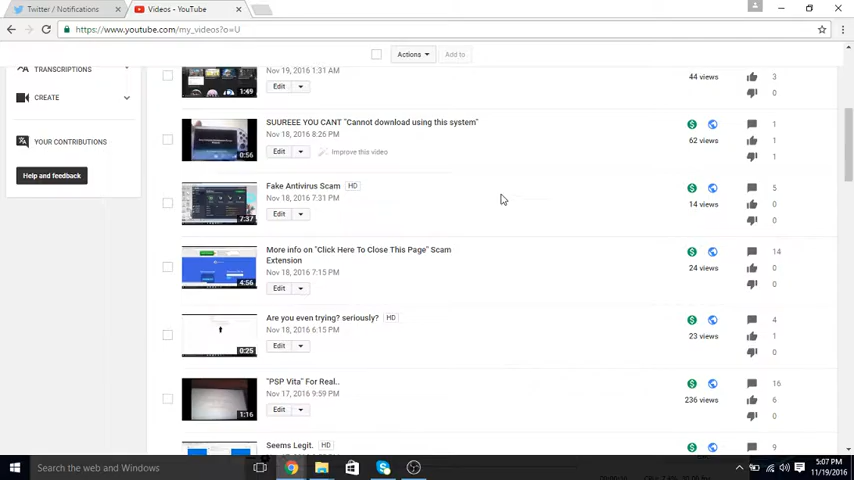 Twitter / Notifications
Videos - YouTube
https://www.youtube.com/my_videos?o=U
Actions
Add to
TRANSCRIPTIONS
CREATE
YOUR CONTRIBUTIONS
Help and feedback
Nov 19, 2016 1:31 AM
1:49
Edit
44 views
3
0
SUUREEE YOU CANT "Cannot download using this system"
Nov 18, 2016 8:26 PM
0:56
Edit
Improve this video
62 views
1
1
1
Fake Antivirus Scam HD
Nov 18, 2016 7:31 PM
7:37
Edit
14 views
5
0
0
More info on "Click Here To Close This Page" Scam
Extension
Nov 18, 2016 7:15 PM
4:56
Edit
24 views
14
0
0
Are you even trying? seriously? HD
Nov 18, 2016 6:15 PM
0:25
Edit
23 views
4
1
0
"PSP Vita" For Real..
Nov 17, 2016 9:59 PM
1:16
Edit
236 views
16
6
0
Seems Legit. HD
9
Search the web and Windows
5:07 PM
11/19/2016